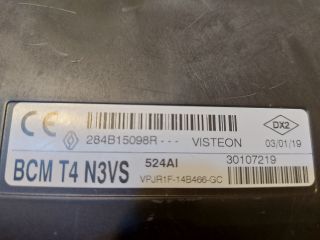 CE 284B15098R--- VISTEON DX2 03/01/19
BCM T4 N3VS 524AI 30107219
VPJR1F-14B466-GC